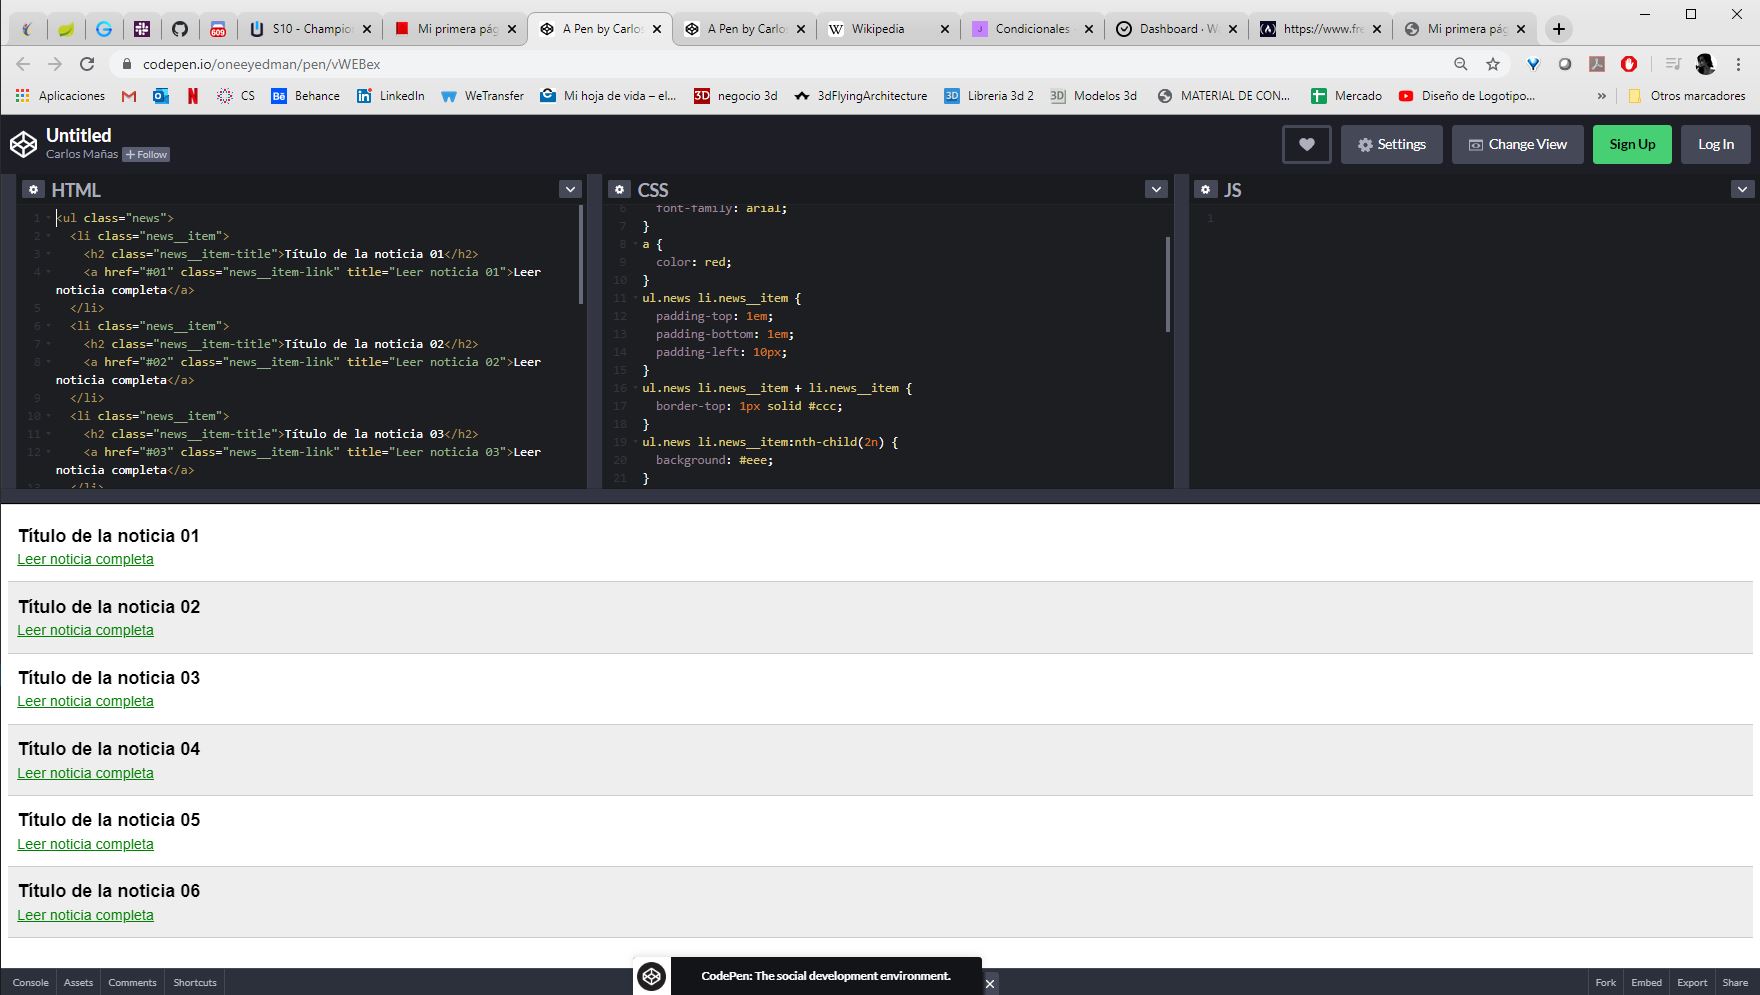 609
S10 - Champio
Mi primera pág
A Pen by Carlos
A Pen by Carlos
Wikipedia
Condicionales -
Dashboard · W
https://www.fre
Mi primera pág
codepen.io/oneeyedman/pen/vWEBex
Aplicaciones
CS
Behance
LinkedIn
WeTransfer
Mi hoja de vida – el...
negocio 3d
3dFlyingArchitecture
Libreria 3d 2
Modelos 3d
MATERIAL DE CON...
Mercado
Diseño de Logotipo...
»
Otros marcadores
Untitled
Carlos Mañas + Follow
Settings
Change View
Sign Up
Log In
HTML
1 <ul class="news">
2 <li class="news__item">
3 <h2 class="news__item-title">Título de la noticia 01</h2>
4 <a href="#01" class="news__item-link" title="Leer noticia 01">Leer
noticia completa</a>
5 </li>
6 <li class="news__item">
7 <h2 class="news__item-title">Título de la noticia 02</h2>
8 <a href="#02" class="news__item-link" title="Leer noticia 02">Leer
noticia completa</a>
9 </li>
10 <li class="news__item">
11 <h2 class="news__item-title">Título de la noticia 03</h2>
12 <a href="#03" class="news__item-link" title="Leer noticia 03">Leer
noticia completa</a>
13 </li>
CSS
6 font-family: arial;
7 }
8 a {
9 color: red;
10 }
11 ul.news li.news__item {
12 padding-top: 1em;
13 padding-bottom: 1em;
14 padding-left: 10px;
15 }
16 ul.news li.news__item + li.news__item {
17 border-top: 1px solid #ccc;
18 }
19 ul.news li.news__item:nth-child(2n) {
20 background: #eee;
21 }
JS
1
Título de la noticia 01
Leer noticia completa
Título de la noticia 02
Leer noticia completa
Título de la noticia 03
Leer noticia completa
Título de la noticia 04
Leer noticia completa
Título de la noticia 05
Leer noticia completa
Título de la noticia 06
Leer noticia completa
Console
Assets
Comments
Shortcuts
CodePen: The social development environment.
Fork
Embed
Export
Share